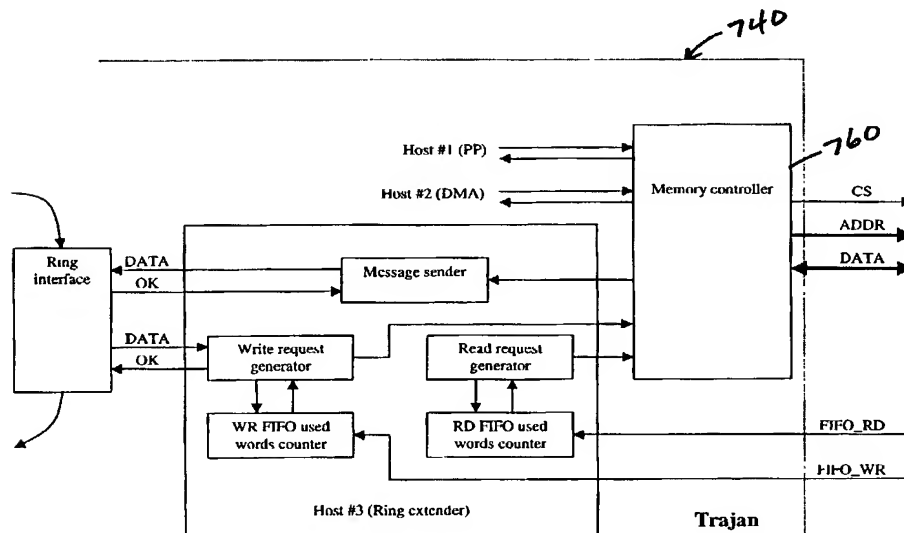 740
760
Host #1 (PP)
Host #2 (DMA)
Memory controller
CS
ADDR
DATA
Ring
interface
DATA
OK
Message sender
DATA
OK
Write request
generator
Read request
generator
WR FIFO used
words counter
RD FIFO used
words counter
FIFO_RD
FIFO_WR
Host #3 (Ring extender)
Trajan